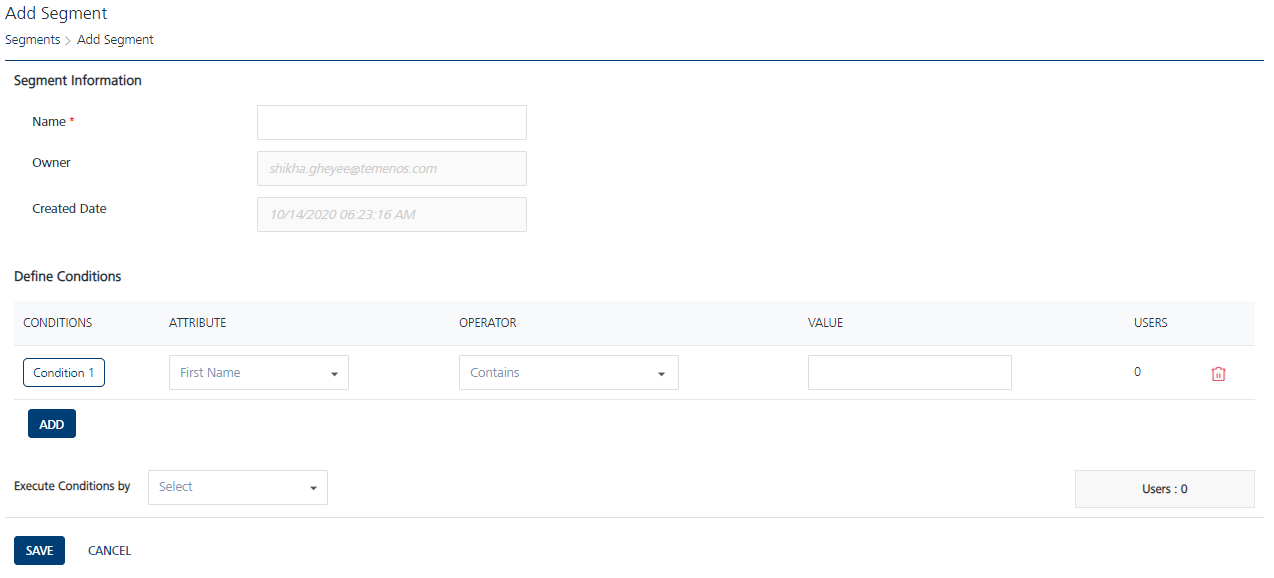 Add Segment
Segments > Add Segment
Segment Information
Name *
Owner shikha.gheyee@temenos.com
Created Date 10/14/2020 06:23:16 AM
Define Conditions
CONDITIONS ATTRIBUTE OPERATOR VALUE USERS
Condition 1 First Name Contains 0
ADD
Execute Conditions by Select Users : 0
SAVE CANCEL